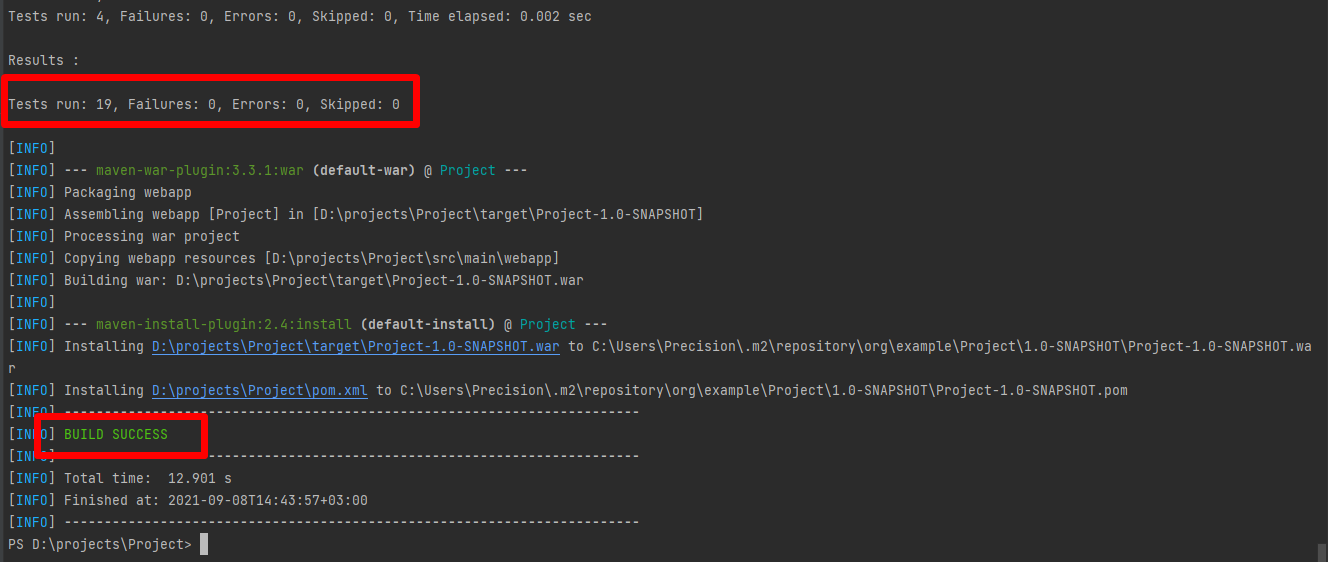 Tests run: 4, Failures: 0, Errors: 0, Skipped: 0, Time elapsed: 0.002 sec
Results :
Tests run: 19, Failures: 0, Errors: 0, Skipped: 0
[INFO]
[INFO] --- maven-war-plugin:3.3.1:war (default-war) @ Project ---
[INFO] Packaging webapp
[INFO] Assembling webapp [Project] in [D:\projects\Project\target\Project-1.0-SNAPSHOT]
[INFO] Processing war project
[INFO] Copying webapp resources [D:\projects\Project\src\main\webapp]
[INFO] Building war: D:\projects\Project\target\Project-1.0-SNAPSHOT.war
[INFO]
[INFO] --- maven-install-plugin:2.4:install (default-install) @ Project ---
[INFO] Installing D:\projects\Project\target\Project-1.0-SNAPSHOT.war to C:\Users\Precision\.m2\repository\org\example\Project\1.0-SNAPSHOT\Project-1.0-SNAPSHOT.wa
r
[INFO] Installing D:\projects\Project\pom.xml to C:\Users\Precision\.m2\repository\org\example\Project\1.0-SNAPSHOT\Project-1.0-SNAPSHOT.pom
[INFO] ------------------------------------------------------------------------
[INFO] BUILD SUCCESS
[INFO] ------------------------------------------------------------------------
[INFO] Total time:  12.901 s
[INFO] Finished at: 2021-09-08T14:43:57+03:00
[INFO] ------------------------------------------------------------------------
PS D:\projects\Project>